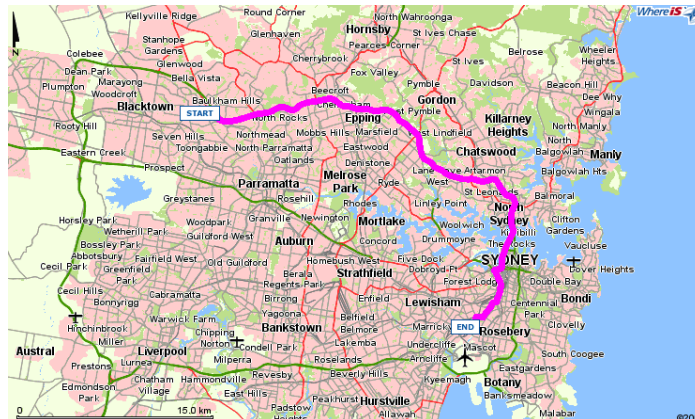 Kellyville Ridge
Round Corner
North Wahroonga
WhereiS
Stanhope
Gardens
Glenhaven
Hornsby
St Ives Chase
Colebee
Glenwood
Cherrybrook
Pearces Corner
St Ives
Belrose
Wheeler
Heights
Dean Park
Bella Vista
Fox Valley
Plumpton
Marayong
Woodcroft
Baulkham Hills
Beecroft
Pymble
Davidson
Beacon Hill
Dee Why
Blacktown
START
North Rocks
Epping
Gordon
Killarney
Heights
Wingala
North Manly
Rooty Hill
Seven Hills
Northmead
Mobbs Hill
Marsfield
West Lindfield
North
Balgowlah
Manly
Toongabbie
North Parramatta
Eastwood
Chatswood
Eastern Creek
Oatlands
Denistone
Artarmon
Balgowlah Hts
Prospect
Parramatta
Melrose
Park
Ryde
West
St Leonards
Balmoral
Greystanes
Rosehill
Rhodes
Linley Point
North
Sydney
Clifton
Gardens
Horsley Park
Woodpark
Granville
Newington
Mortlake
Woolwich
Wetherill Park
Guildford West
Auburn
Concord
Drummoyne
The Rocks
Vaucluse
Bossley Park
Abbotsbury
Fairfield West
Old Guildford
Homebush West
Five Dock
SYDNEY
Cecil Park
Greenfield
Park
Berala
Strathfield
Dobroyd Pt
Dover Heights
Cecil Hills
Cabramatta
Regents Park
Forest Lodge
Double Bay
Bonnyrigg
Birrong
Enfield
Lewisham
Centennial
Park
Bondi
Hinchinbrook
Warwick Farm
Yagoona
Belfield
END
Rosebery
Clovelly
Miller
Chipping
Norton
Bankstown
Belmore
Austral
Liverpool
Condell Park
Lakemba
Undercliffe
Mascot
South Coogee
Prestons
Milperra
Roselands
Arncliffe
Eastgardens
Lurnea
Chatham
Village
Hammondville
Revesby
Beverly Hills
Kyeemagh
Botany
Maroubra
Edmondson
Park
East Hills
Peakhurst
Hurstville
Banksmeadow
0
15.0 km
Padstow
Heights
Allawah
Malabar